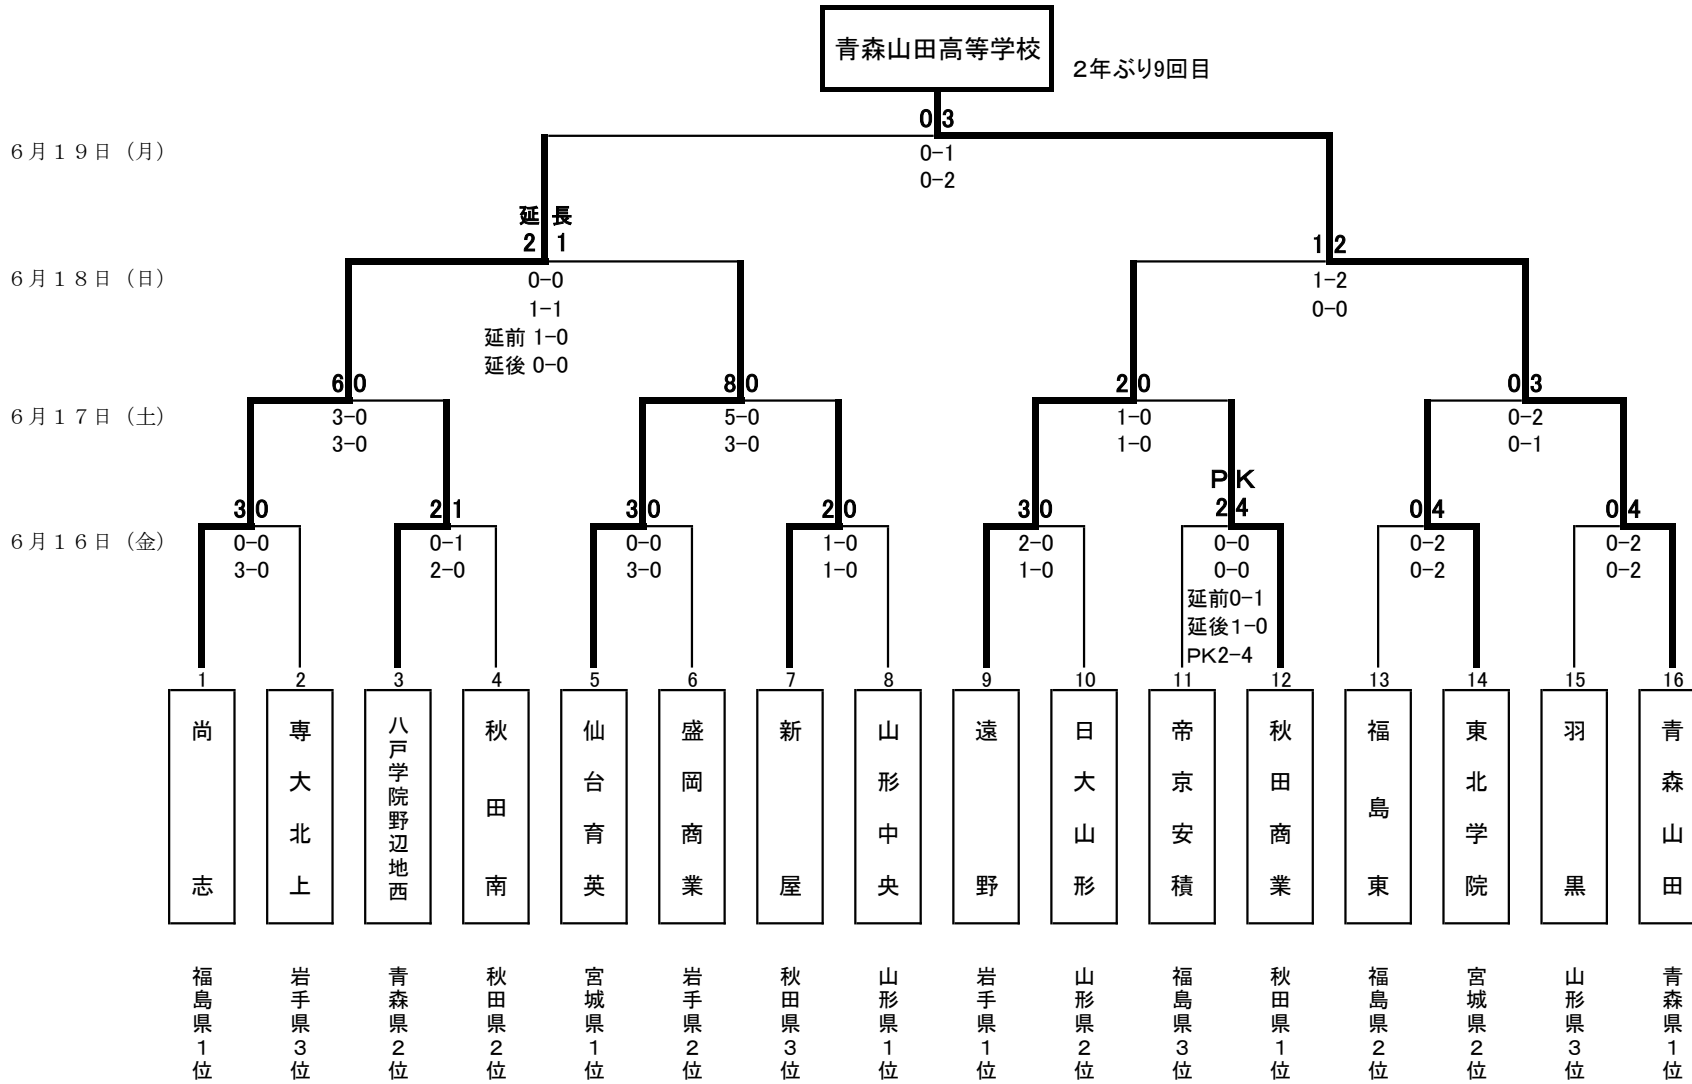 青森山田高等学校
２年ぶり9回目
0 3
６月１９日（月）
0−1
0−2
延 長
2 1
1 2
６月１８日（日）
0−0
1−2
1−1
0−0
延前 1−0
延後 0−0
6 0
8 0
2 0
0 3
６月１７日（土）
3−0
5−0
1−0
0−2
3−0
3−0
1−0
0−1
ＰＫ
3 0
2 1
3 0
2 0
3 0
2 4
0 4
0 4
６月１６日（金）
0−0
0−1
0−0
1−0
2−0
0−0
0−2
0−2
3−0
2−0
3−0
1−0
1−0
0−0
0−2
0−2
延前0−1
延後１−0
ＰＫ2−4
1 2 3 4 5 6 7 8 9 10 11 12 13 14 15 16
尚志
専大北上
八戸学院野辺地西
秋田南
仙台育英
盛岡商業
新屋
山形中央
遠野
日大山形
帝京安積
秋田商業
福島東
東北学院
羽黒
青森山田
福島県１位
岩手県３位
青森県２位
秋田県２位
宮城県１位
岩手県２位
秋田県３位
山形県１位
岩手県１位
山形県２位
福島県３位
秋田県１位
福島県２位
宮城県２位
山形県３位
青森県１位